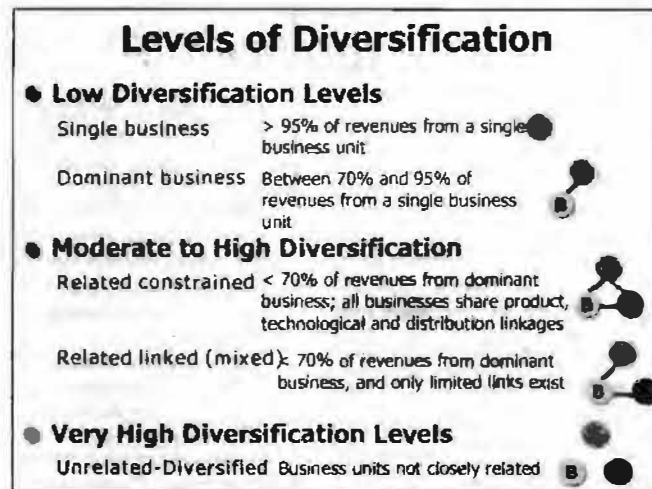 Levels of Diversification
Low Diversification Levels
Single business > 95% of revenues from a single
business unit
Dominant business Between 70% and 95% of
revenues from a single business
unit
B
Moderate to High Diversification
Related constrained < 70% of revenues from dominant
business; all businesses share product,
technological and distribution linkages
B
Related linked (mixed) < 70% of revenues from dominant
business, and only limited links exist
B
Very High Diversification Levels
Unrelated-Diversified Business units not closely related
B